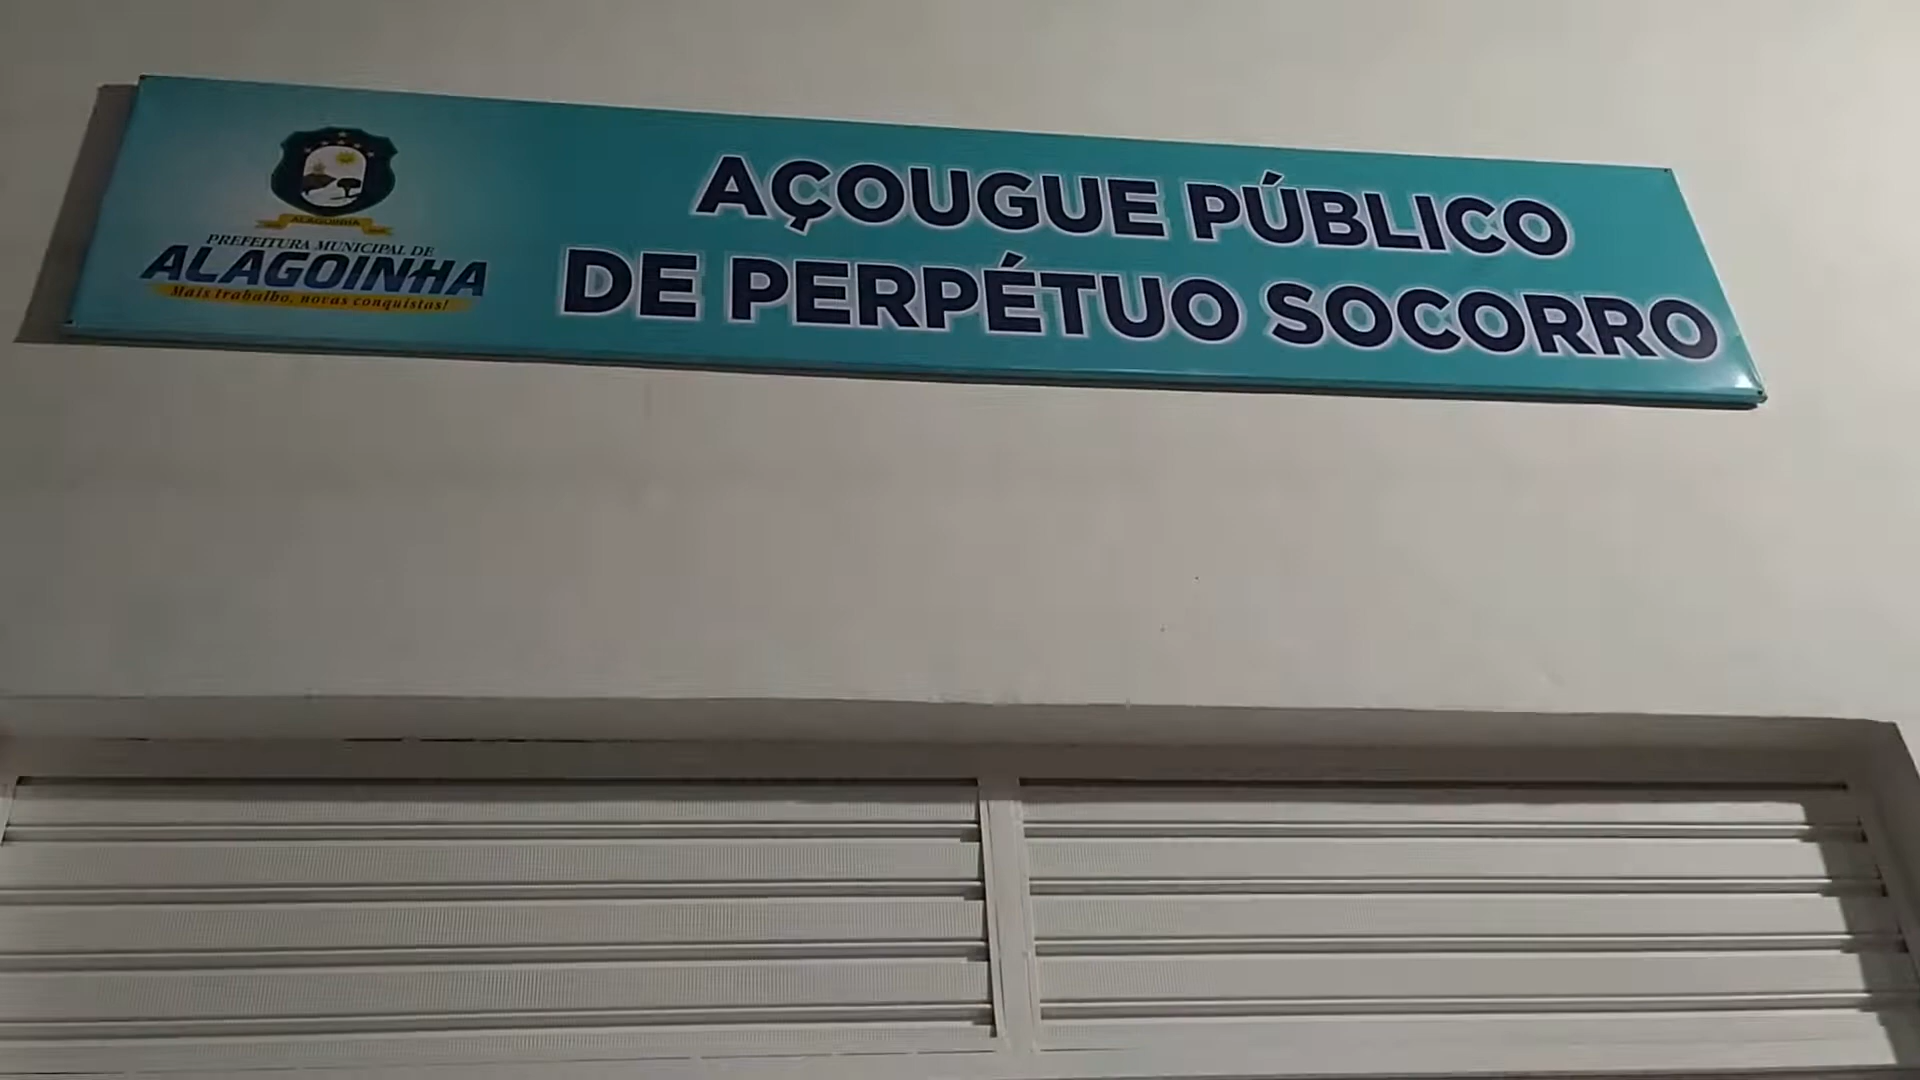 ALAGOINHA
PREFEITURA MUNICIPAL DE
ALAGOINHA
Mais trabalho, novas conquistas!
AÇOUGUE PÚBLICO
DE PERPÉTUO SOCORRO